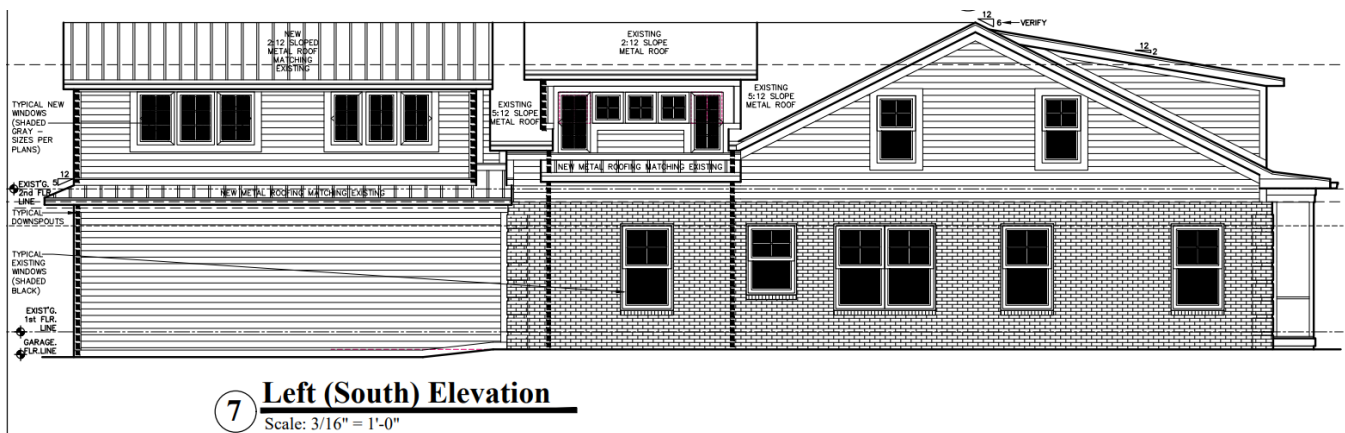 NEW
2:12 SLOPED
METAL ROOF
MATCHING
EXISTING
EXISTING
2:12 SLOPE
METAL ROOF
12
6
VERIFY
12
2
EXISTING
5:12 SLOPE
METAL ROOF
EXISTING
5:12 SLOPE
METAL ROOF
TYPICAL NEW
WINDOWS
(SHADED
GRAY –
SIZES PER
PLANS)
NEW METAL ROOFING MATCHING EXISTING
12
5
EXIST'G.
2nd FLR.
LINE
NEW METAL ROOFING MATCHING EXISTING
TYPICAL
DOWNSPOUTS
TYPICAL
EXISTING
WINDOWS
(SHADED
BLACK)
EXIST'G.
1st FLR.
LINE
GARAGE.
FLR.LINE
7
Left (South) Elevation
Scale: 3/16" = 1'-0"